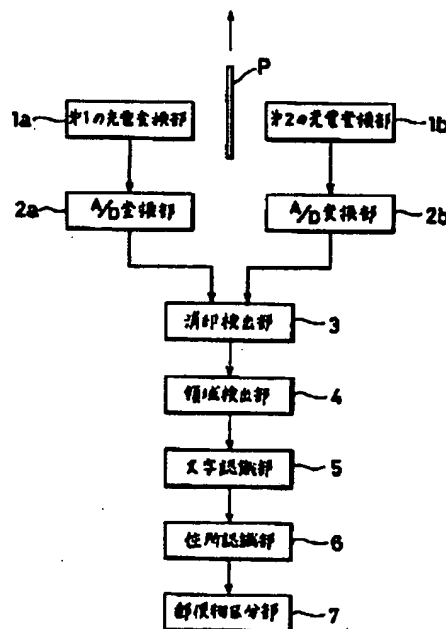 P
1a 第1の光電変換部
第2の光電変換部 1b
2a A/D変換部
A/D変換部 2b
消印検出部 3
領域検出部 4
文字認識部 5
住所認識部 6
郵便物区分部 7